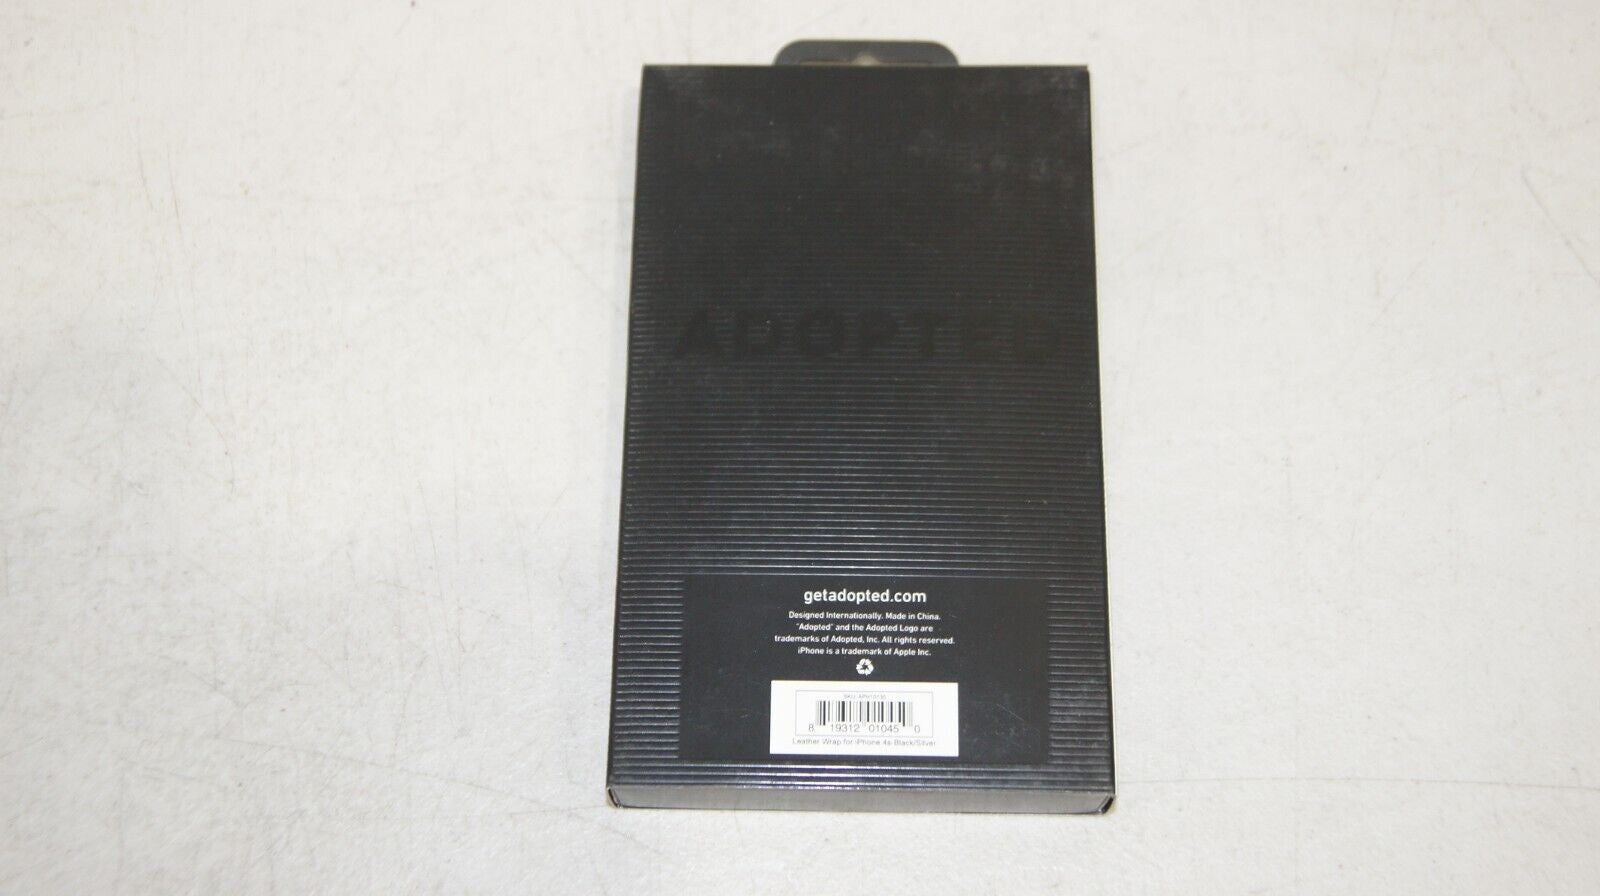 ADOPTED
getadopted.com
Designed Internationally. Made in China.
"Adopted" and the Adopted Logo are
trademarks of Adopted, Inc. All rights reserved.
iPhone is a trademark of Apple Inc.
SKU: APH10130
8 19312 01045 0
Leather Wrap for iPhone 4s Black/Silver